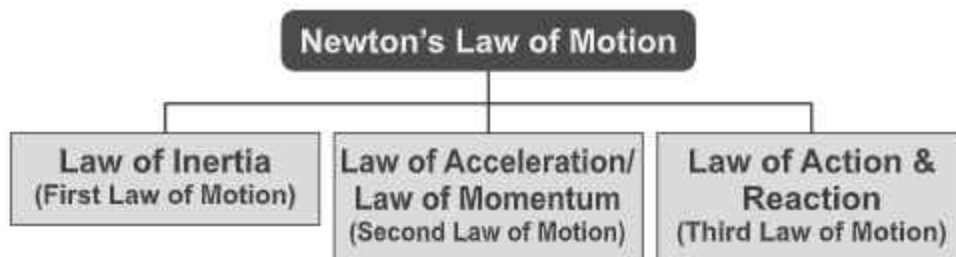 Newton's Law of Motion
Law of Inertia
(First Law of Motion)
Law of Acceleration/
Law of Momentum
(Second Law of Motion)
Law of Action &
Reaction
(Third Law of Motion)